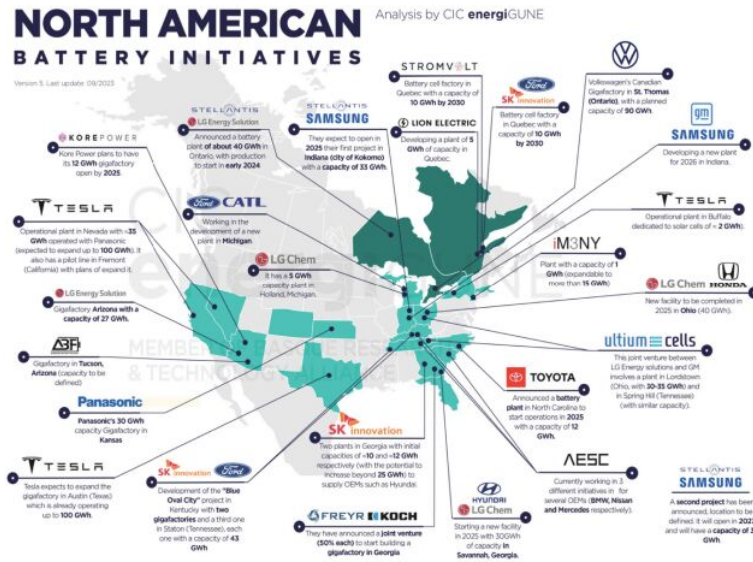 NORTH AMERICAN
BATTERY INITIATIVES
Analysis by CIC energiGUNE
Version 5. Last update 09/2023
STROMVOLT
Battery cell factory in
Quebec with a capacity of
10 GWh by 2030
LION ELECTRIC
Developing a plant of 5
GWh of capacity in
Quebec.
Ford
SK innovation
Battery cell factory
in Quebec with a
capacity of 10 GWh
by 2030
Volkswagen's Canadian
Gigafactory in St. Thomas
(Ontario), with a planned
capacity of 90 GWh.
gm
SAMSUNG
Developing a new plant
for 2026 in Indiana.
STELLANTIS
LG Energy Solution
Announced a battery
plant of about 40 GWh in
Ontario, with production
to start in early 2024
STELLANTIS
SAMSUNG
They expect to open in
2025 their first project in
Indiana (city of Kokomo)
with a capacity of 33 GWh.
KOREPOWER
Kore Power plans to have
its 12 GWh gigafactory
open by 2025.
TESLA
Operational plant in Nevada with ≈35
GWh operated with Panasonic
(expected to expand up to 100 GWh). It
also has a pilot line in Fremont
(California) with plans of expand it.
Ford CATL
Working in the
development of a new
plant in Michigan.
LG Chem
It has a 5 GWh
capacity plant in
Holland, Michigan.
TESLA
Operational plant in Buffalo
dedicated to solar cells of ≈ 2 GWh).
iM3NY
Plant with a capacity of 1
GWh (expandable to
more than 15 GWh)
LG Chem HONDA
New facility to be completed in
2025 in Ohio (40 GWh).
LG Energy Solution
Gigafactory Arizona with a
capacity of 27 GWh.
ABF
Gigafactory in Tucson,
Arizona (capacity to be
defined)
Panasonic
Panasonic's 30 GWh
capacity Gigafactory in
Kansas
TESLA
Tesla expects to expand the
gigafactory in Austin (Texas)
which is already operating
up to 100 GWh.
SK innovation Ford
Development of the "Blue
Oval City" project in
Kentucky with two
gigafactories and a third one
in Staton (Tennessee), each
one with a capacity of 43
GWh
SK innovation
Two plants in Georgia with initial
capacities of ≈10 and ≈12 GWh
respectively (with the potential to
increase beyond 25 GWh) to
supply OEMs such as Hyundai.
FREYR KOCH
They have announced a joint venture
(50% each) to start building a
gigafactory in Georgia
HYUNDAI
LG Chem
Starting a new facility
in 2025 with 30GWh
of capacity in
Savannah, Georgia.
TOYOTA
Announced a battery
plant in North Carolina to
start operations in 2025
with a capacity of 12
GWh.
AESC
Currently working in 3
different initiatives in for
several OEMs (BMW, Nissan
and Mercedes respectively).
ultium cells
This joint venture between
LG Energy solutions and GM
involves a plant in Lordstown
(Ohio, with 30-35 GWh) and
in Spring Hill (Tennessee)
(with similar capacity).
STELLANTIS
SAMSUNG
A second project has been
announced, location to be
defined. It will open in
and will have a capacity of
GWh